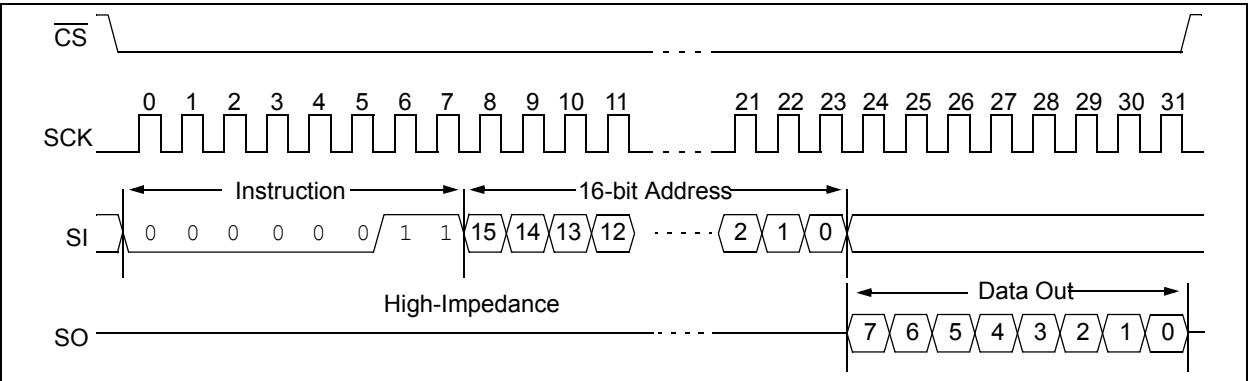 CS
0 1 2 3 4 5 6 7 8 9 10 11 21 22 23 24 25 26 27 28 29 30 31
SCK
Instruction 16-bit Address
SI 0 0 0 0 0 0 1 1 15 14 13 12 2 1 0
Data Out
High-Impedance
SO 7 6 5 4 3 2 1 0